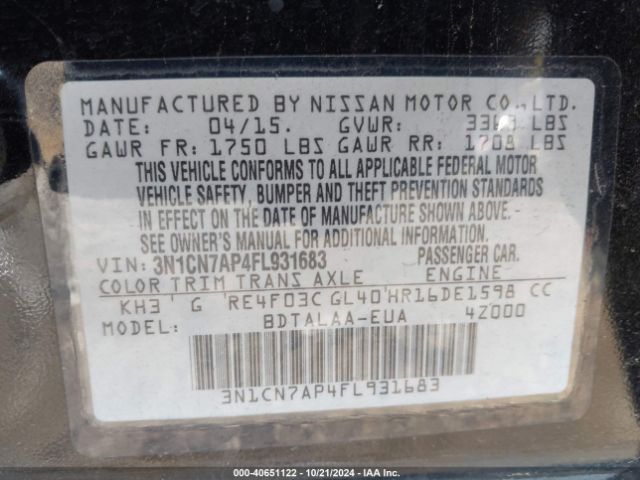 MANUFACTURED BY NISSAN MOTOR CO., LTD.
DATE: 04/15. GVWR: LBS
GAWR FR: 1750 LBS GAWR RR: 1708 LBS
THIS VEHICLE CONFORMS TO ALL APPLICABLE FEDERAL MOTOR
VEHICLE SAFETY, BUMPER AND THEFT PREVENTION STANDARDS
IN EFFECT ON THE DATE OF MANUFACTURE SHOWN ABOVE.
SEE OWNER'S MANUAL FOR ADDITIONAL INFORMATION.
VIN: 3N1CN7AP4FL931683 PASSENGER CAR.
COLOR TRIM TRANS AXLE ENGINE
KH3 ' G 'RE4F03C GL40'HR16DE1598 CC
MODEL: BDTALAA-EUA 4Z000
3N1CN7AP4FL931683
00-40651122 - 10/21/2024 - IAA Inc.